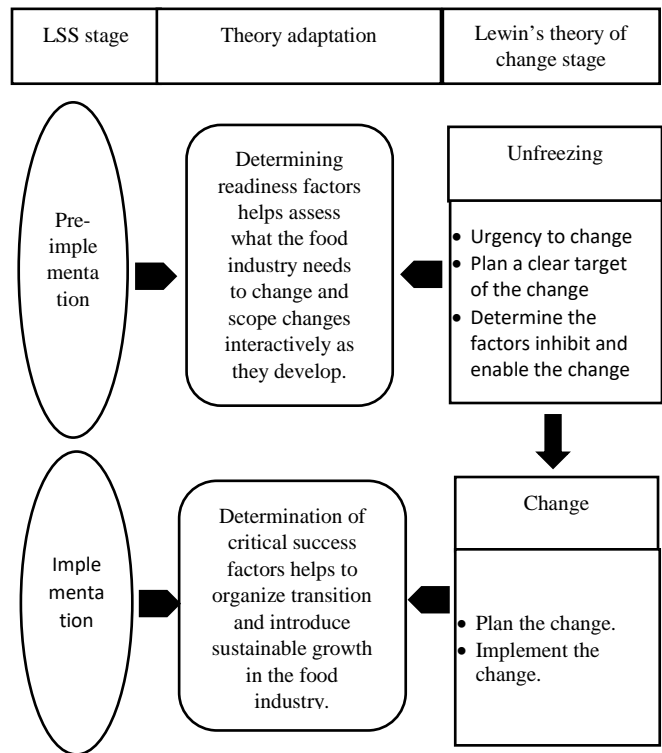 LSS stage
Theory adaptation
Lewin's theory of
change stage
Pre-
imple
menta
tion
Determining
readiness factors
helps assess
what the food
industry needs
to change and
scope changes
interactively as
they develop.
Unfreezing
• Urgency to change
• Plan a clear target
of the change
• Determine the
factors inhibit and
enable the change
Imple
menta
tion
Determination of
critical success
factors helps to
organize transition
and introduce
sustainable growth
in the food
industry.
Change
• Plan the change.
• Implement the
change.